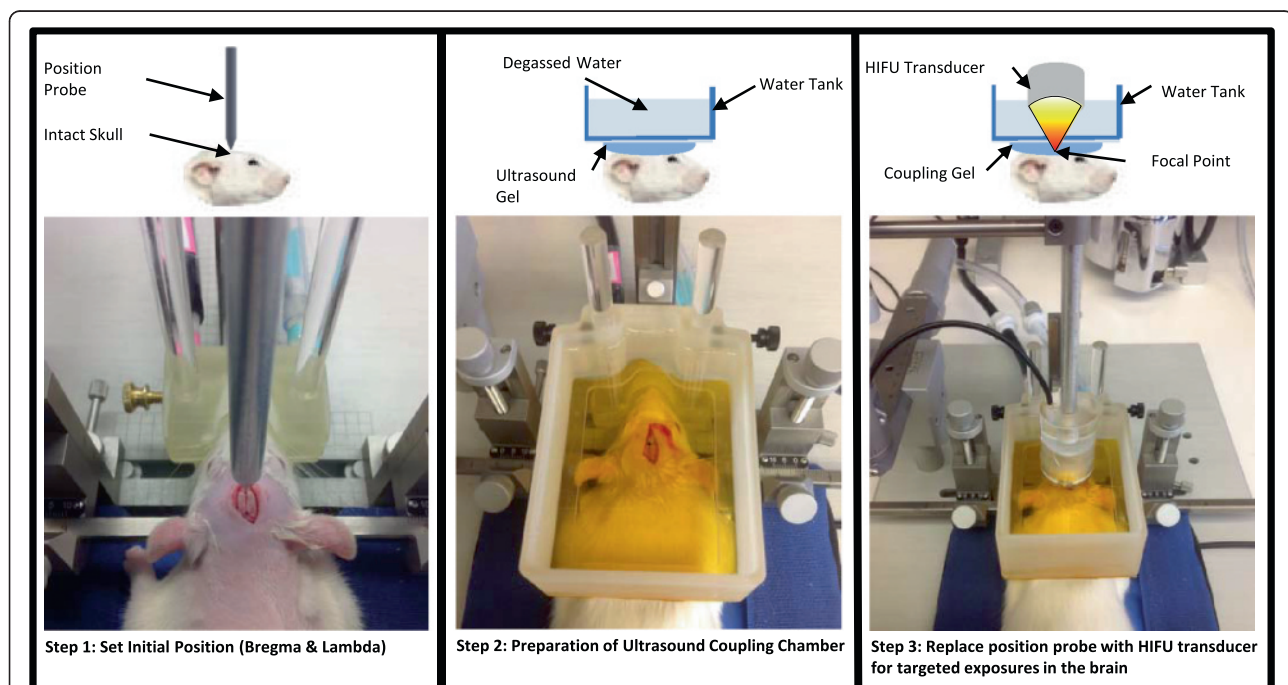 Position
Probe
Intact Skull
Step 1: Set Initial Position (Bregma & Lambda)
Degassed Water
Water Tank
Ultrasound
Gel
Step 2: Preparation of Ultrasound Coupling Chamber
HIFU Transducer
Water Tank
Focal Point
Coupling Gel
Step 3: Replace position probe with HIFU transducer
for targeted exposures in the brain